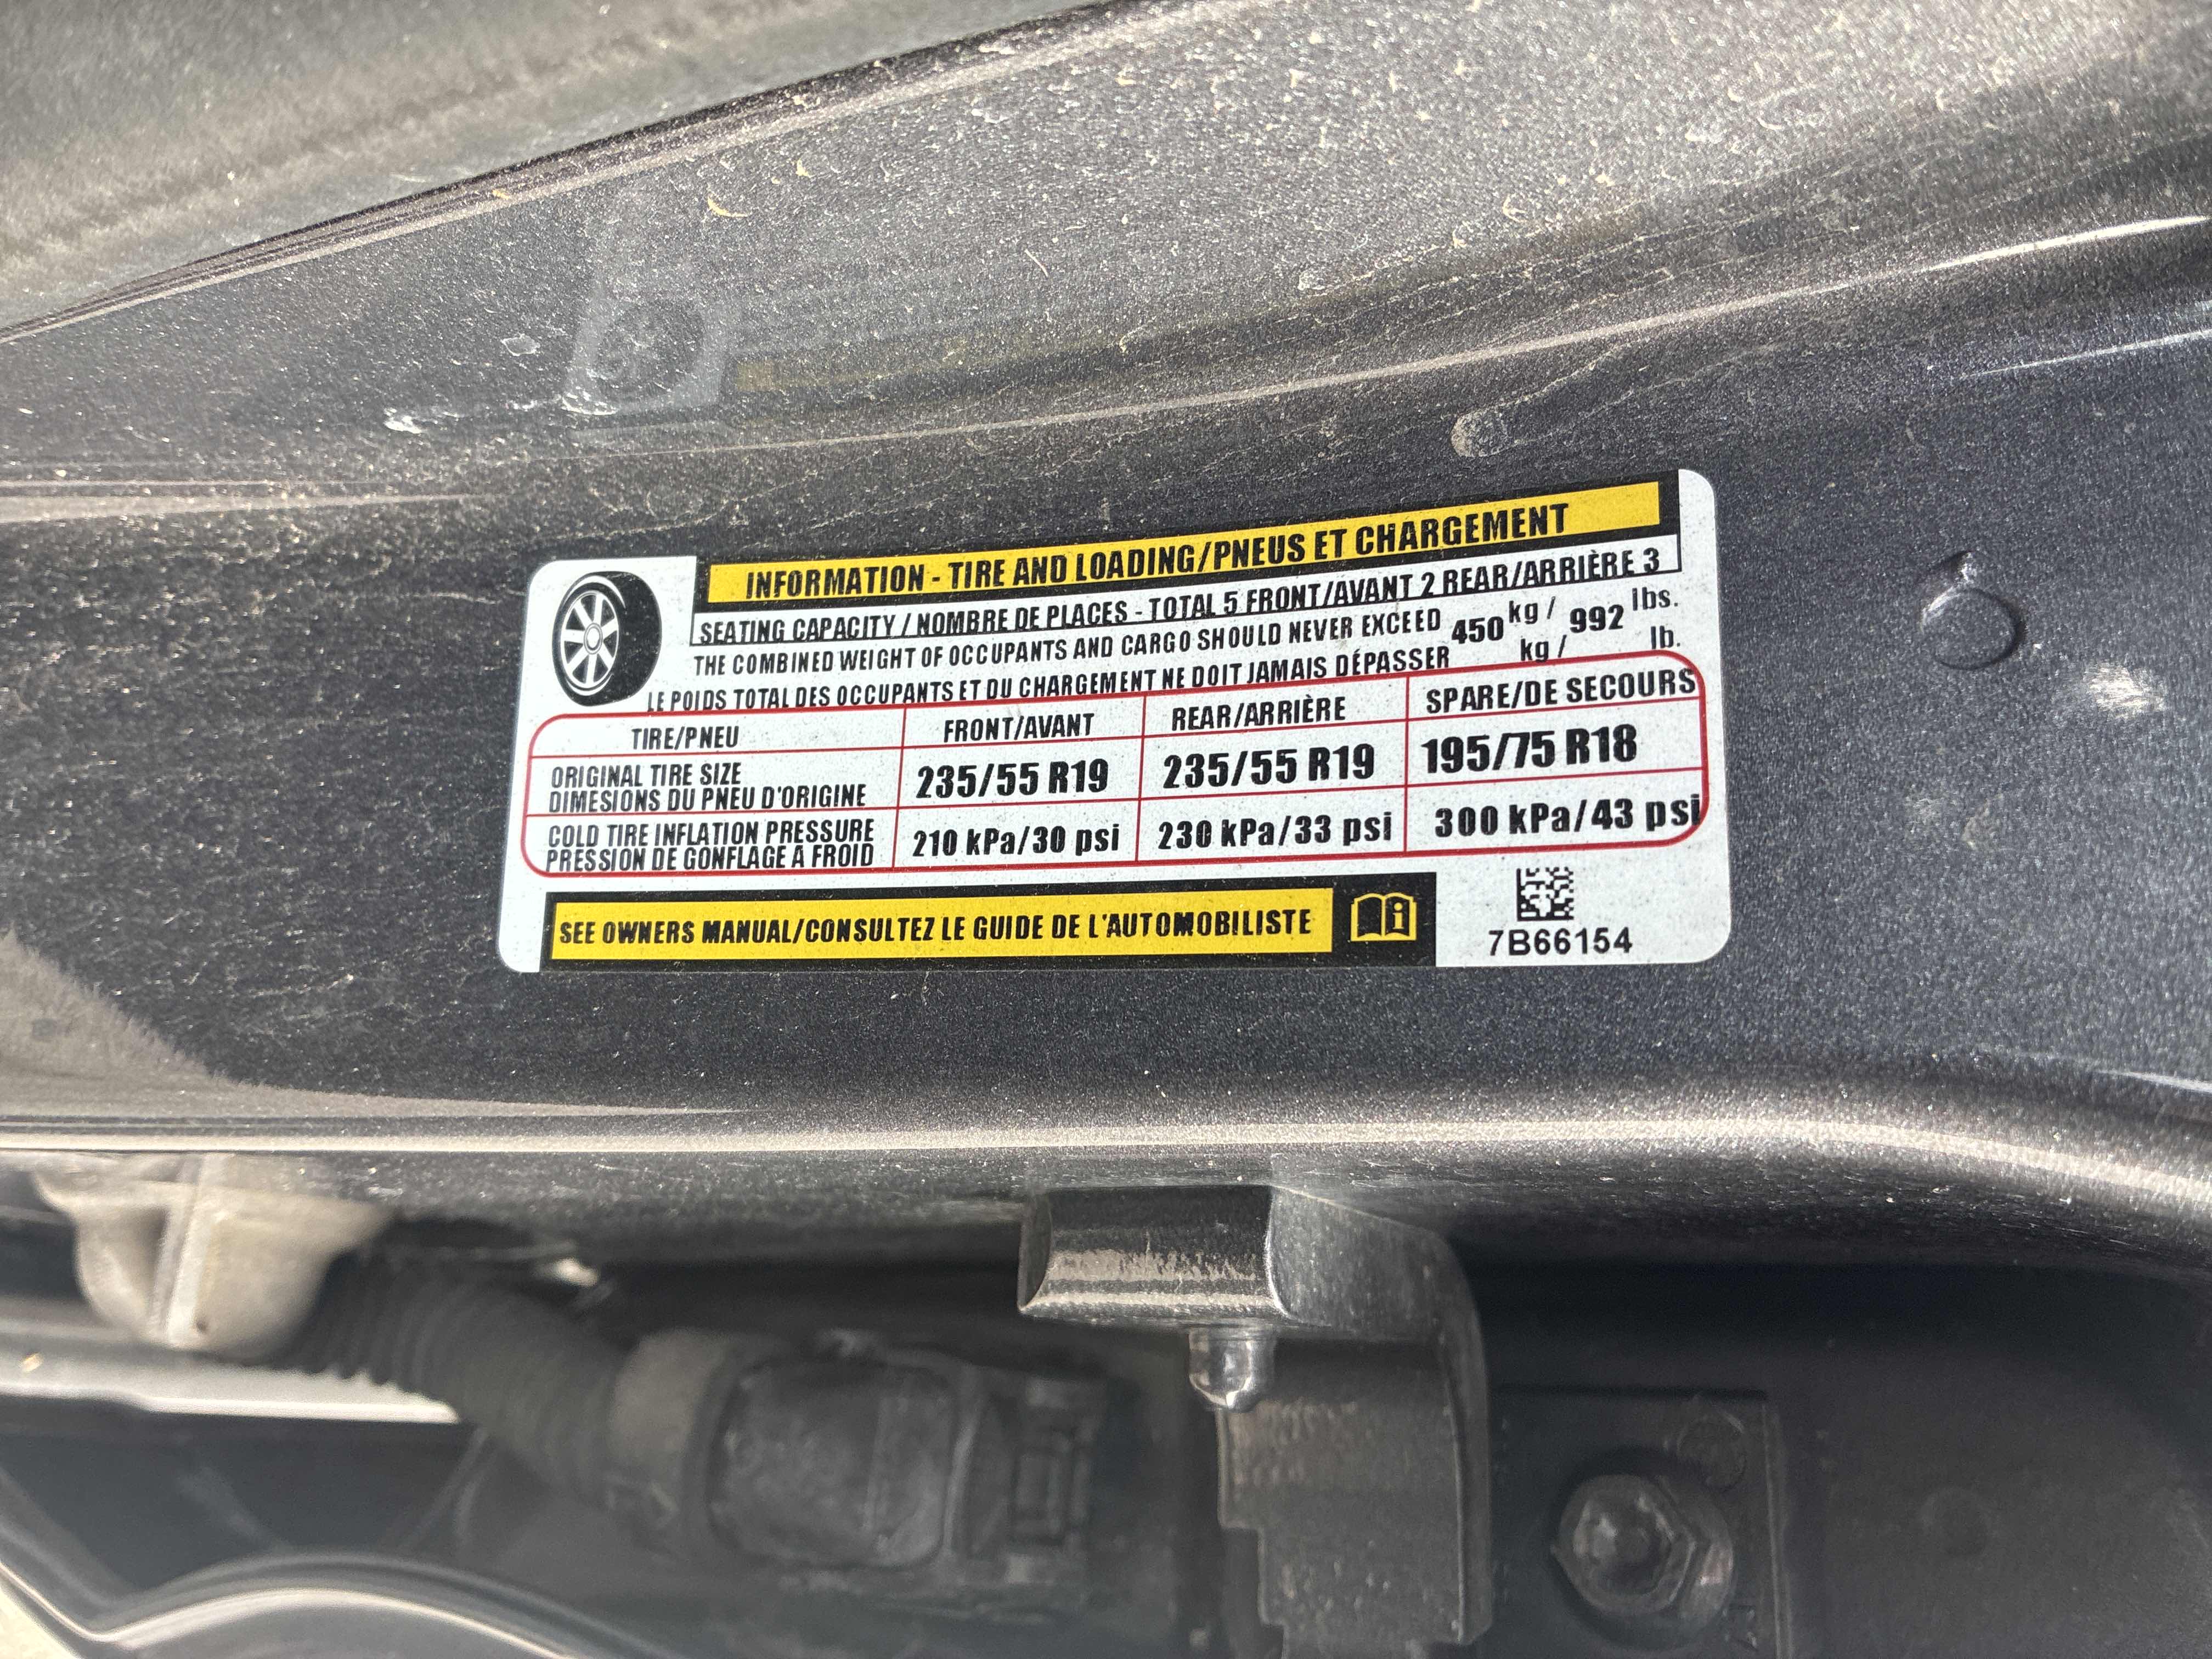 INFORMATION - TIRE AND LOADING/PNEUS ET CHARGEMENT
SEATING CAPACITY / NOMBRE DE PLACES - TOTAL 5 FRONT/AVANT 2 REAR/ARRIÈRE 3
THE COMBINED WEIGHT OF OCCUPANTS AND CARGO SHOULD NEVER EXCEED 450 kg / 992 lbs.
LE POIDS TOTAL DES OCCUPANTS ET DU CHARGEMENT NE DOIT JAMAIS DÉPASSER kg / lb.
TIRE/PNEU FRONT/AVANT REAR/ARRIÈRE SPARE/DE SECOURS
ORIGINAL TIRE SIZE 235/55 R19 235/55 R19 195/75 R18
DIMESIONS DU PNEU D'ORIGINE
COLD TIRE INFLATION PRESSURE 210 kPa/30 psi 230 kPa/33 psi 300 kPa/43 psi
PRESSION DE GONFLAGE A FROID
SEE OWNERS MANUAL/CONSULTEZ LE GUIDE DE L'AUTOMOBILISTE
7B66154